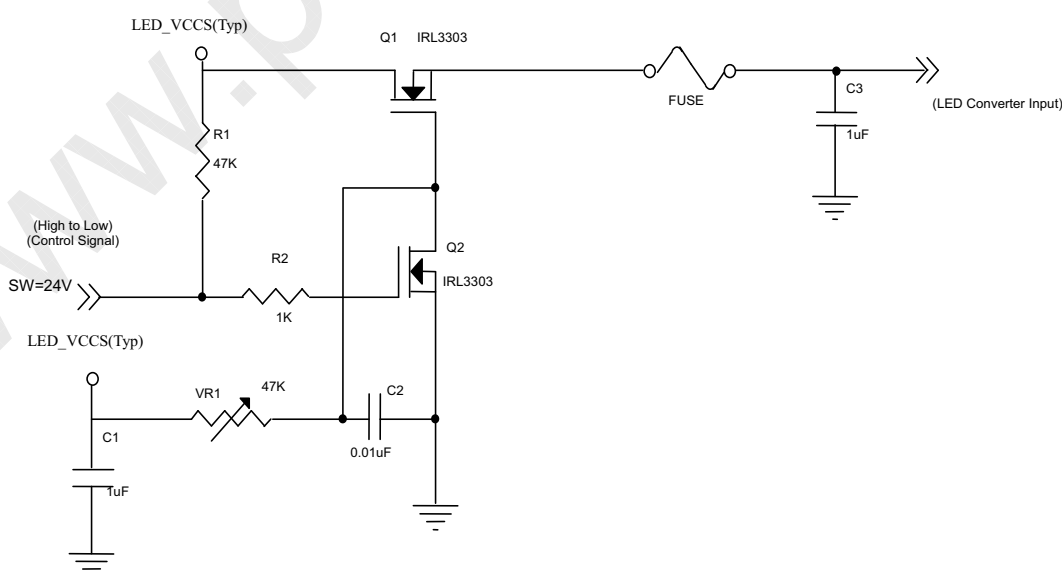 LED_VCCS(Typ)
Q1 IRL3303
FUSE
C3
1uF
(LED Converter Input)
R1
47K
(High to Low)
(Control Signal)
SW=24V
R2
1K
Q2
IRL3303
LED_VCCS(Typ)
VR1
47K
C2
0.01uF
C1
1uF
www.p